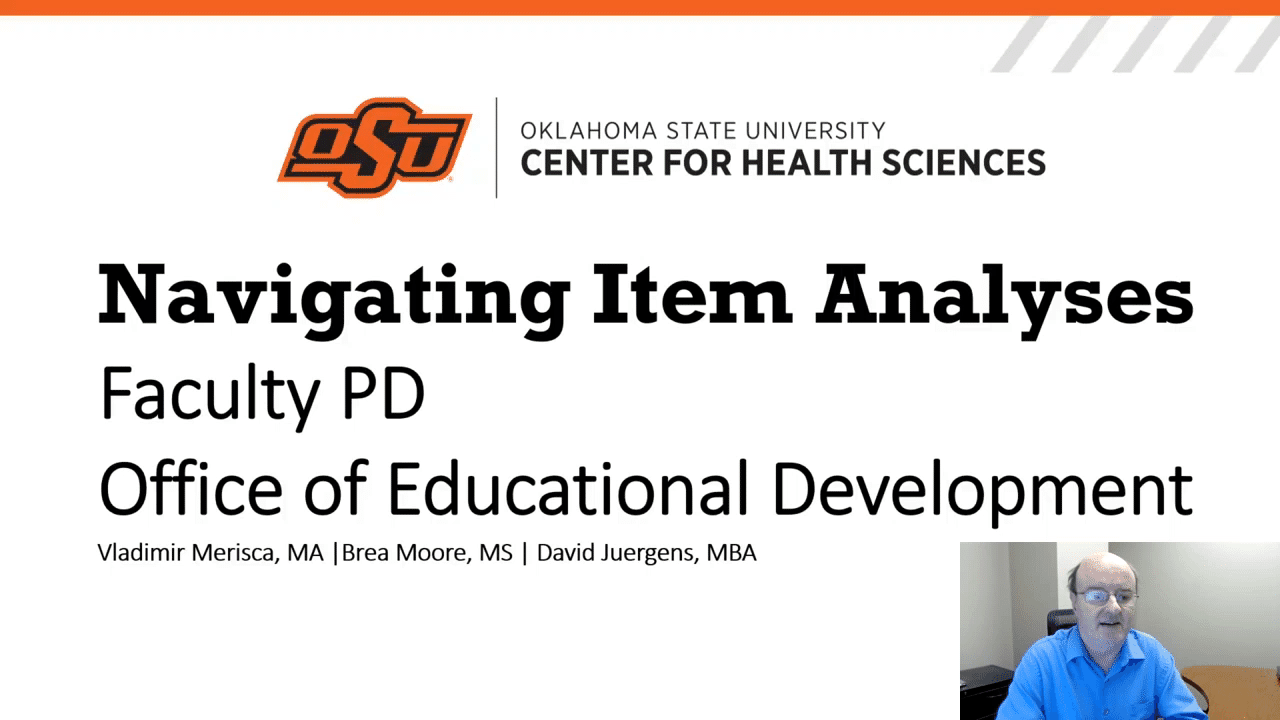 OSU
OKLAHOMA STATE UNIVERSITY
CENTER FOR HEALTH SCIENCES
Navigating Item Analyses
Faculty PD
Office of Educational Development
Vladimir Merisca, MA |Brea Moore, MS | David Juergens, MBA